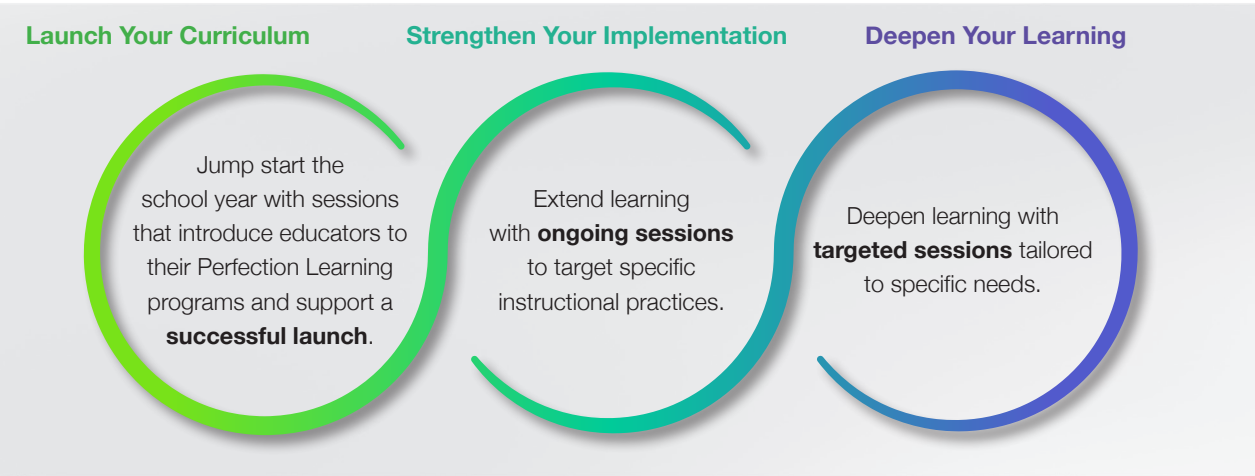 Launch Your Curriculum
Jump start the
school year with sessions
that introduce educators to
their Perfection Learning
programs and support a
successful launch.
Strengthen Your Implementation
Extend learning
with ongoing sessions
to target specific
instructional practices.
Deepen Your Learning
Deepen learning with
targeted sessions tailored
to specific needs.